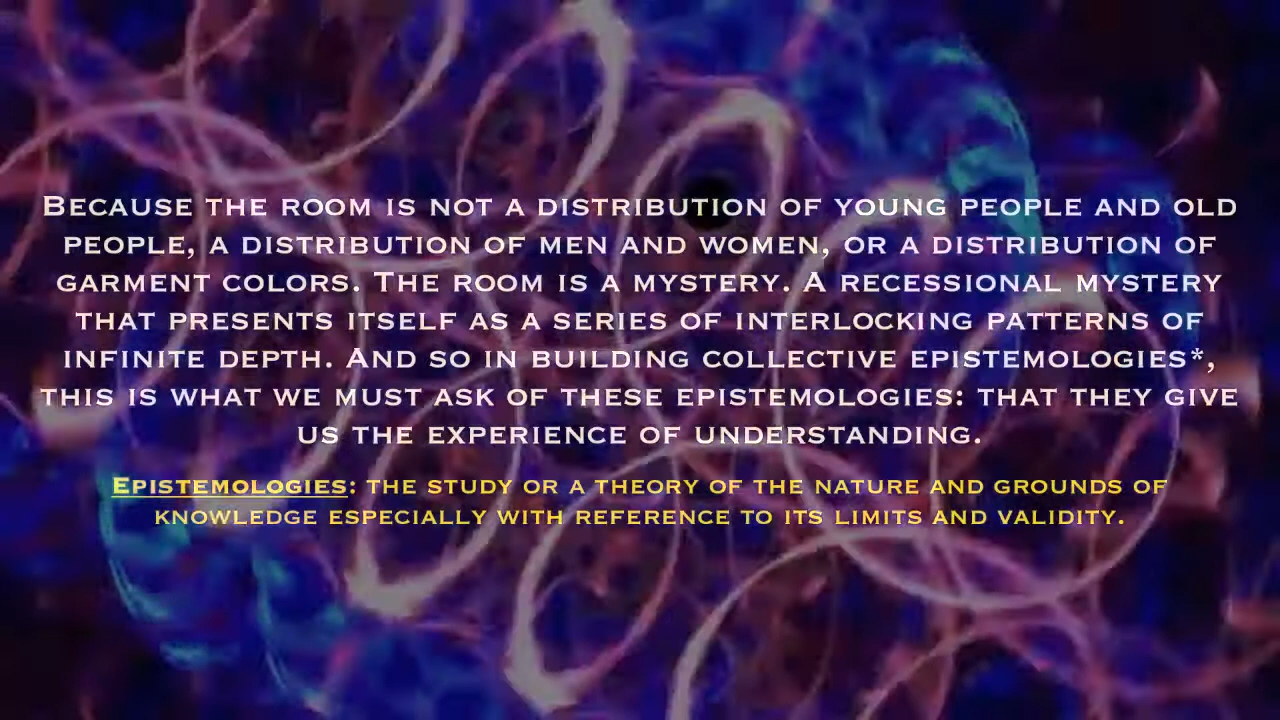 Because the room is not a distribution of young people and old
people, a distribution of men and women, or a distribution of
garment colors. The room is a mystery. A recessional mystery
that presents itself as a series of interlocking patterns of
infinite depth. And so in building collective epistemologies*,
this is what we must ask of these epistemologies: that they give
us the experience of understanding.
Epistemologies: the study or a theory of the nature and grounds of
knowledge especially with reference to its limits and validity.